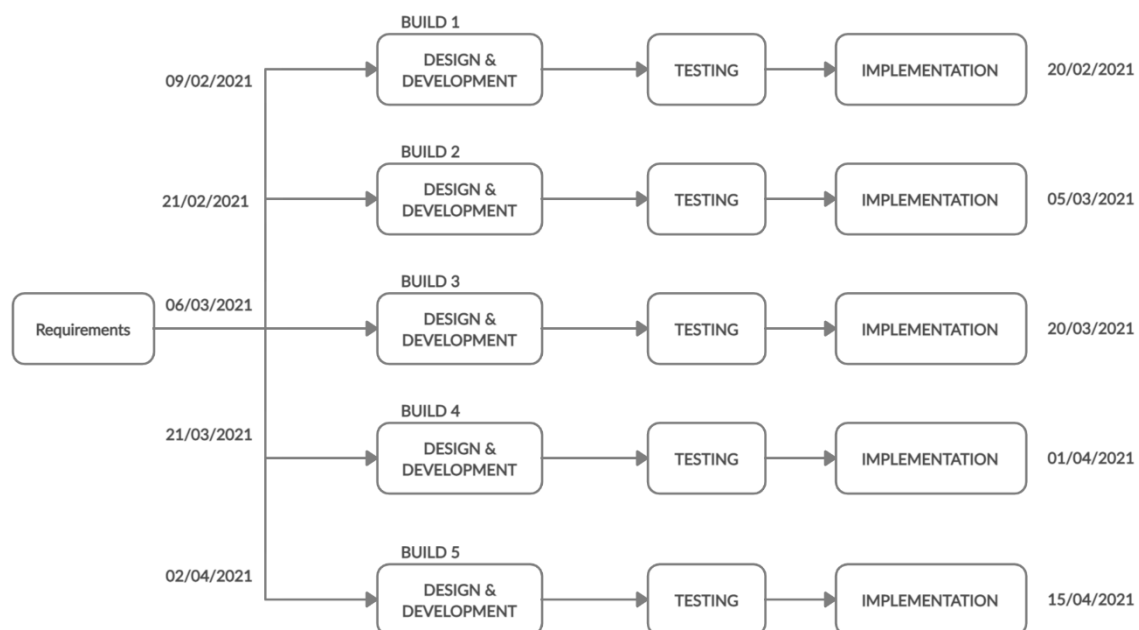 BUILD 1
09/02/2021
DESIGN &
DEVELOPMENT
TESTING
IMPLEMENTATION
20/02/2021
BUILD 2
21/02/2021
DESIGN &
DEVELOPMENT
TESTING
IMPLEMENTATION
05/03/2021
BUILD 3
Requirements
06/03/2021
DESIGN &
DEVELOPMENT
TESTING
IMPLEMENTATION
20/03/2021
BUILD 4
21/03/2021
DESIGN &
DEVELOPMENT
TESTING
IMPLEMENTATION
01/04/2021
BUILD 5
02/04/2021
DESIGN &
DEVELOPMENT
TESTING
IMPLEMENTATION
15/04/2021